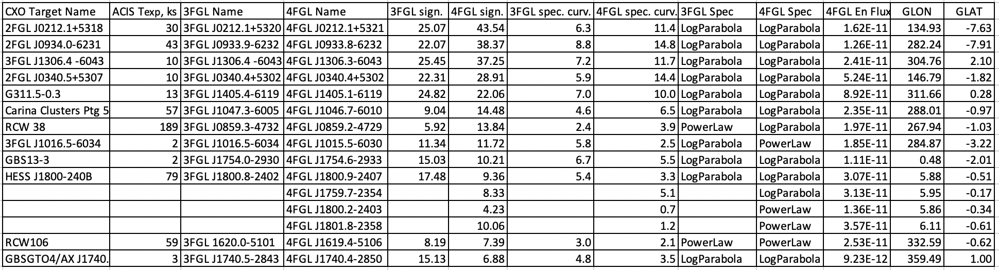 CXO Target Name ACIS Texp, ks 3FGL Name 4FGL Name 3FGL sign. 4FGL sign. 3FGL spec. curv. 4FGL spec. curv. 3FGL Spec 4FGL Spec 4FGL En Flux GLON GLAT
2FGL J0212.1+5318 30 3FGL J0212.1+5320 4FGL J0212.1+5321 25.07 43.54 6.3 11.4 LogParabola LogParabola 1.62E-11 134.93 -7.63
2FGL J0934.0-6231 43 3FGL J0933.9-6232 4FGL J0933.8-6232 22.07 38.37 8.8 14.8 LogParabola LogParabola 1.26E-11 282.24 -7.91
3FGL J1306.4 -6043 10 3FGL J1306.4 -6043 4FGL J1306.3-6043 25.45 37.25 7.2 11.7 LogParabola LogParabola 2.41E-11 304.76 2.10
2FGL J0340.5+5307 10 3FGL J0340.4+5302 4FGL J0340.4+5302 22.31 28.91 5.9 14.4 LogParabola LogParabola 5.24E-11 146.79 -1.82
G311.5-0.3 13 3FGL J1405.4-6119 4FGL J1405.1-6119 24.82 22.06 7.0 10.0 LogParabola LogParabola 8.92E-11 311.66 0.28
Carina Clusters Ptg 5 57 3FGL J1047.3-6005 4FGL J1046.7-6010 9.04 14.48 4.6 6.5 LogParabola LogParabola 2.35E-11 288.01 -0.97
RCW 38 189 3FGL J0859.3-4732 4FGL J0859.2-4729 5.92 13.84 2.4 3.9 PowerLaw LogParabola 1.97E-11 267.94 -1.03
3FGL J1016.5-6034 2 3FGL J1016.5-6034 4FGL J1015.5-6030 11.34 11.72 5.8 2.5 LogParabola PowerLaw 1.85E-11 284.87 -3.22
GBS13-3 2 3FGL J1754.0-2930 4FGL J1754.6-2933 15.03 10.21 6.7 5.5 LogParabola LogParabola 1.11E-11 0.48 -2.01
HESS J1800-240B 79 3FGL J1800.8-2402 4FGL J1800.9-2407 17.48 9.36 5.4 3.3 LogParabola LogParabola 3.07E-11 5.88 -0.51
4FGL J1759.7-2354 8.33 5.1 LogParabola 3.13E-11 5.95 -0.17
4FGL J1800.2-2403 4.23 0.7 PowerLaw 1.36E-11 5.86 -0.34
4FGL J1801.8-2358 10.06 1.2 PowerLaw 3.57E-11 6.11 -0.61
RCW106 59 3FGL 1620.0-5101 4FGL J1619.4-5106 8.19 7.39 3.0 2.1 PowerLaw PowerLaw 2.53E-11 332.59 -0.62
GBSGTO4/AX J1740. 3 3FGL J1740.5-2843 4FGL J1740.4-2850 15.13 6.88 4.8 3.5 LogParabola LogParabola 9.23E-12 359.49 1.00